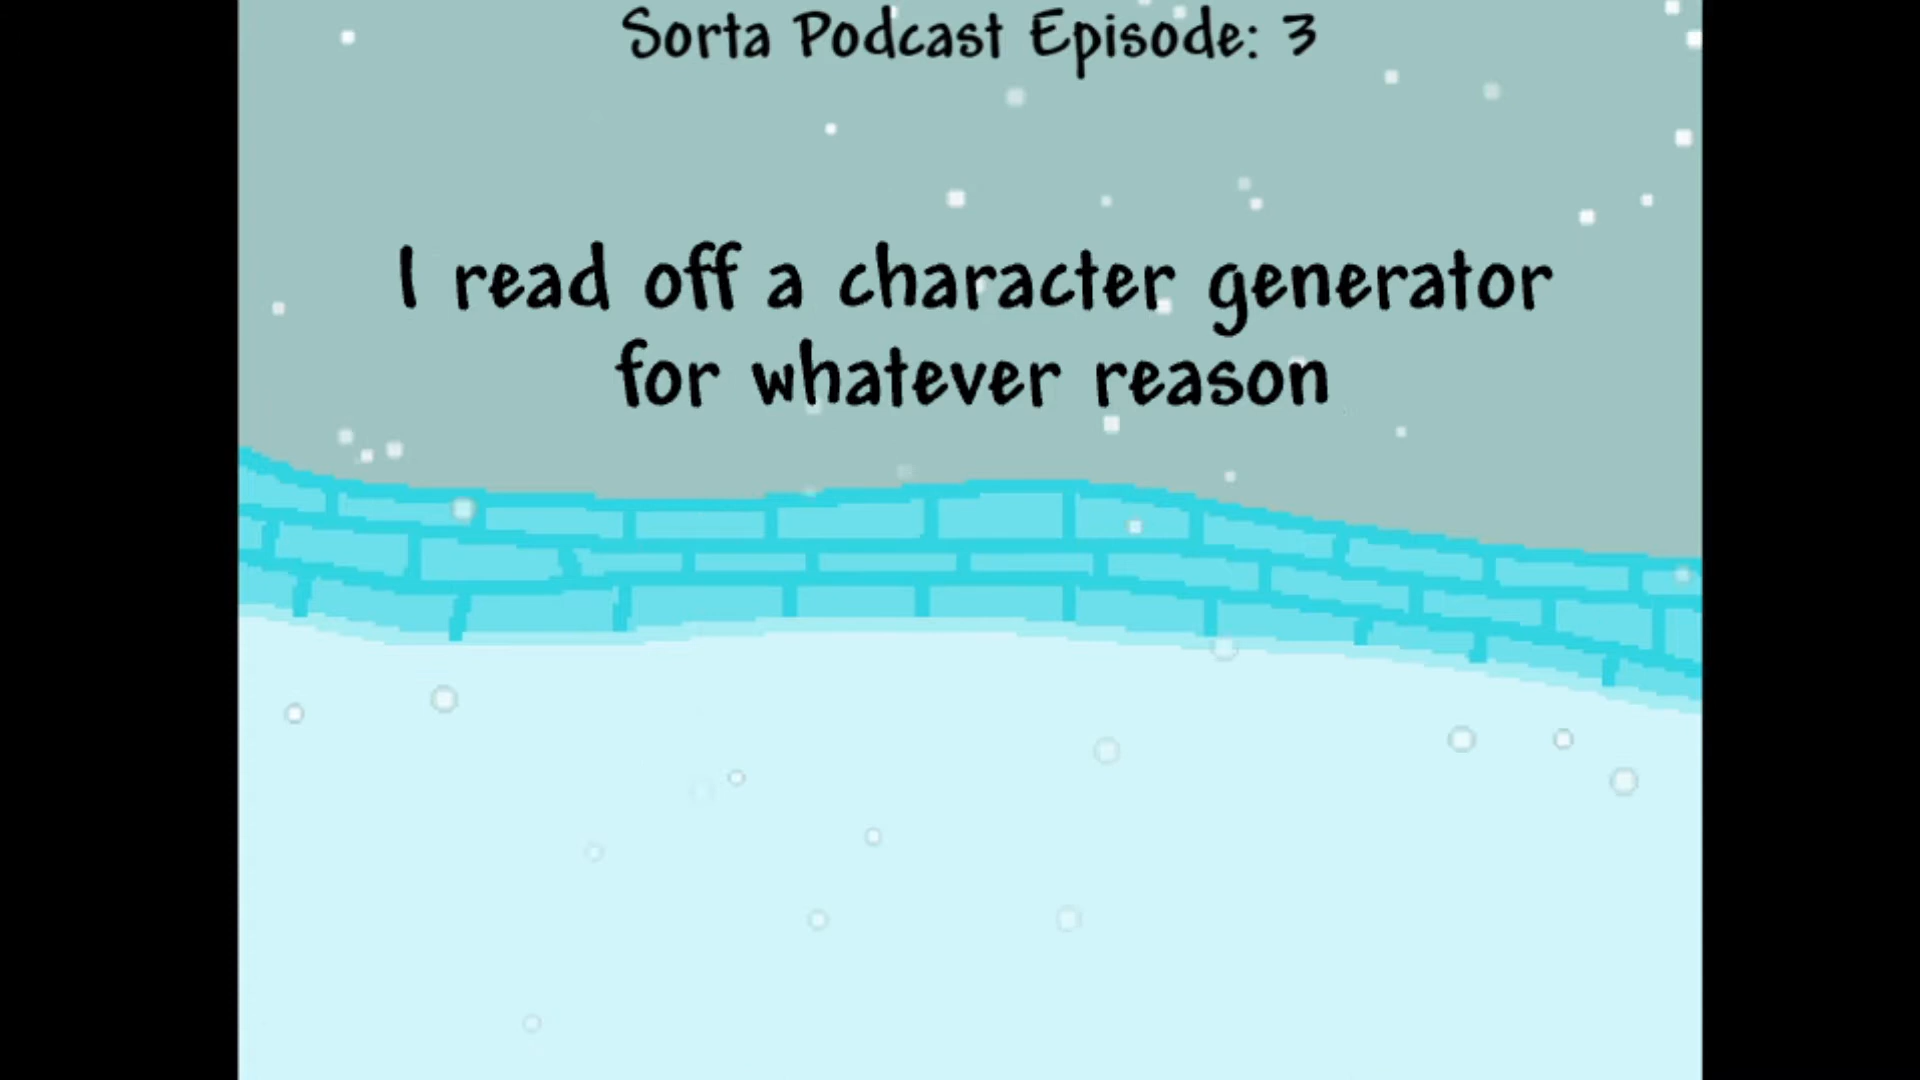 Sorta Podcast Episode: 3
I read off a character generator
for whatever reason